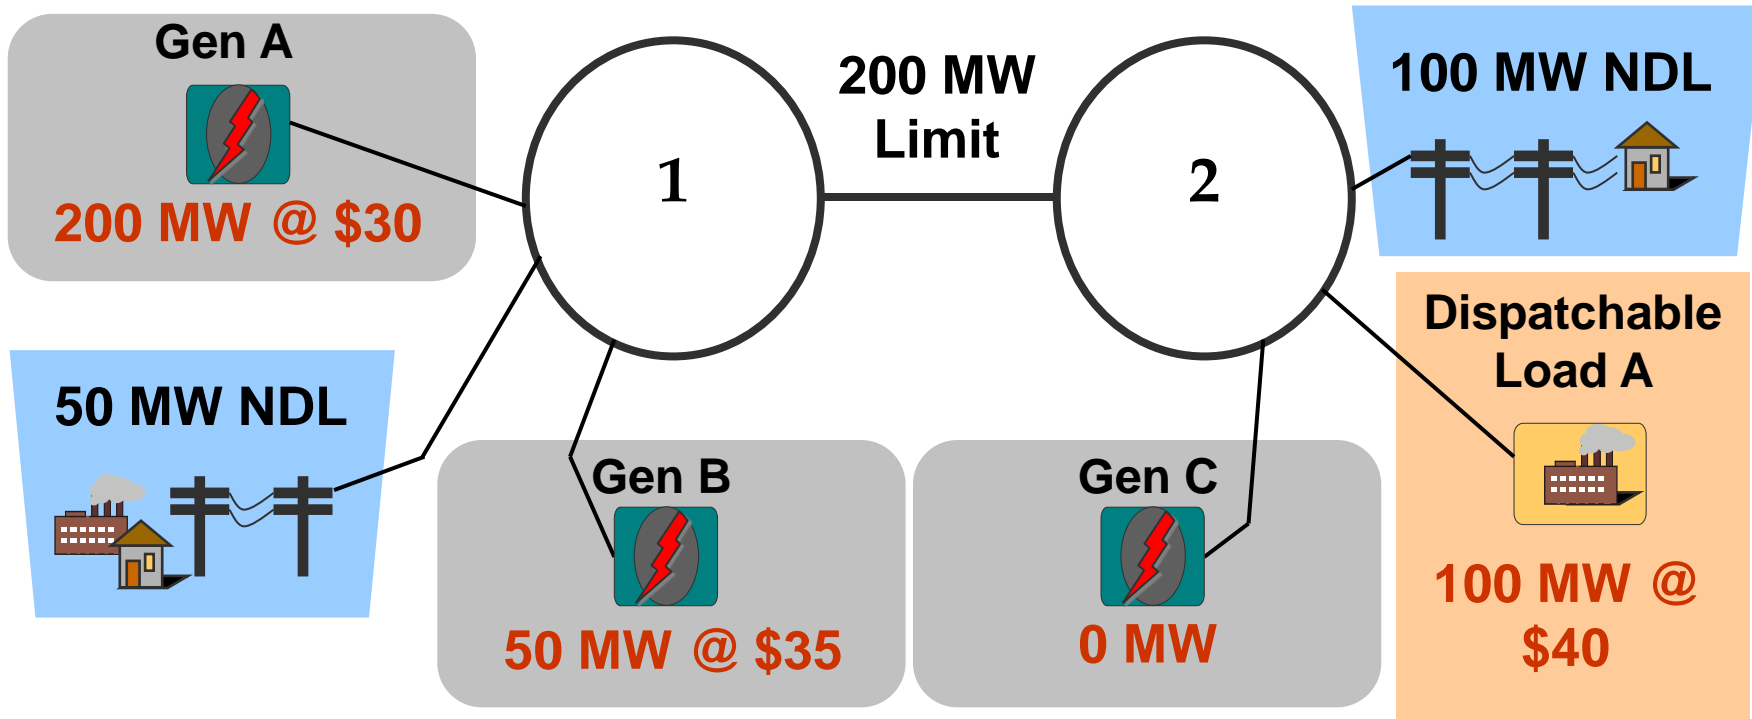 Gen A
200 MW @ $30
50 MW NDL
1
200 MW
Limit
2
100 MW NDL
Gen B
50 MW @ $35
Gen C
0 MW
Dispatchable
Load A
100 MW @
$40